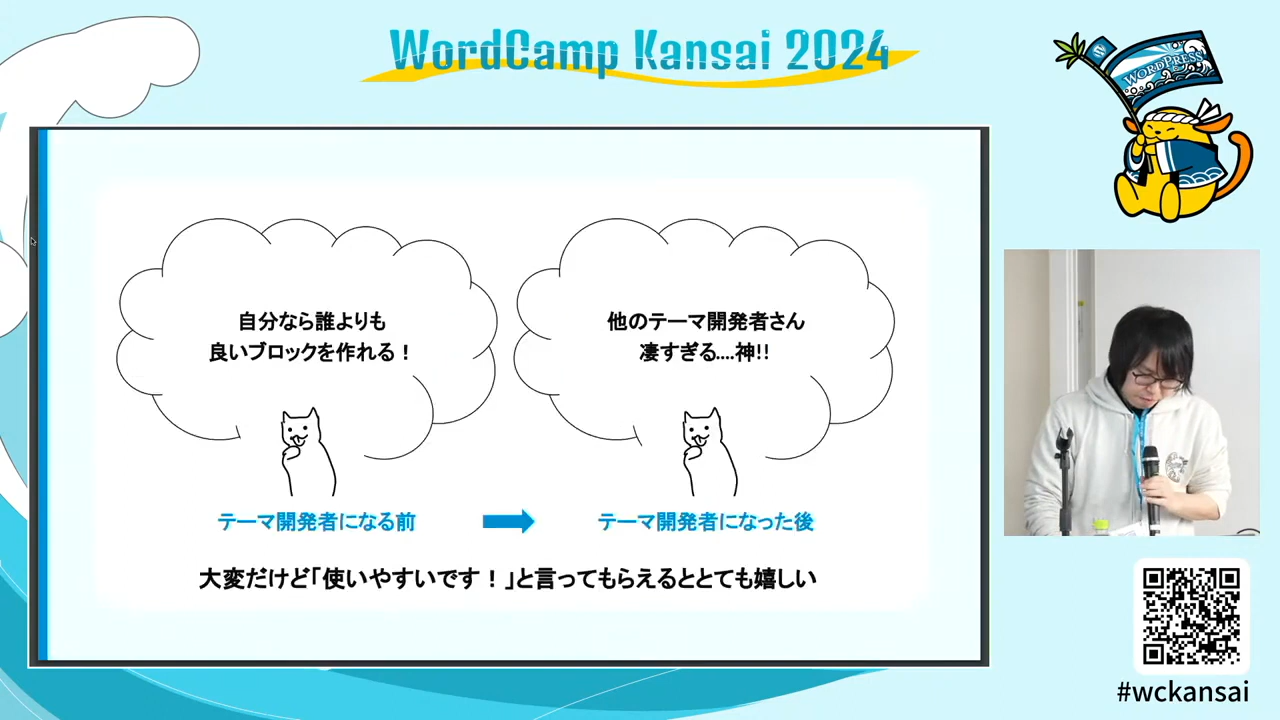 WordCamp Kansai 2024
W
WORDPRESS
自分なら誰よりも
良いブロックを作れる！
他のテーマ開発者さん
凄すぎる....神!!
テーマ開発者になる前
テーマ開発者になった後
大変だけど「使いやすいです！」と言ってもらえるととても嬉しい
#wckansai